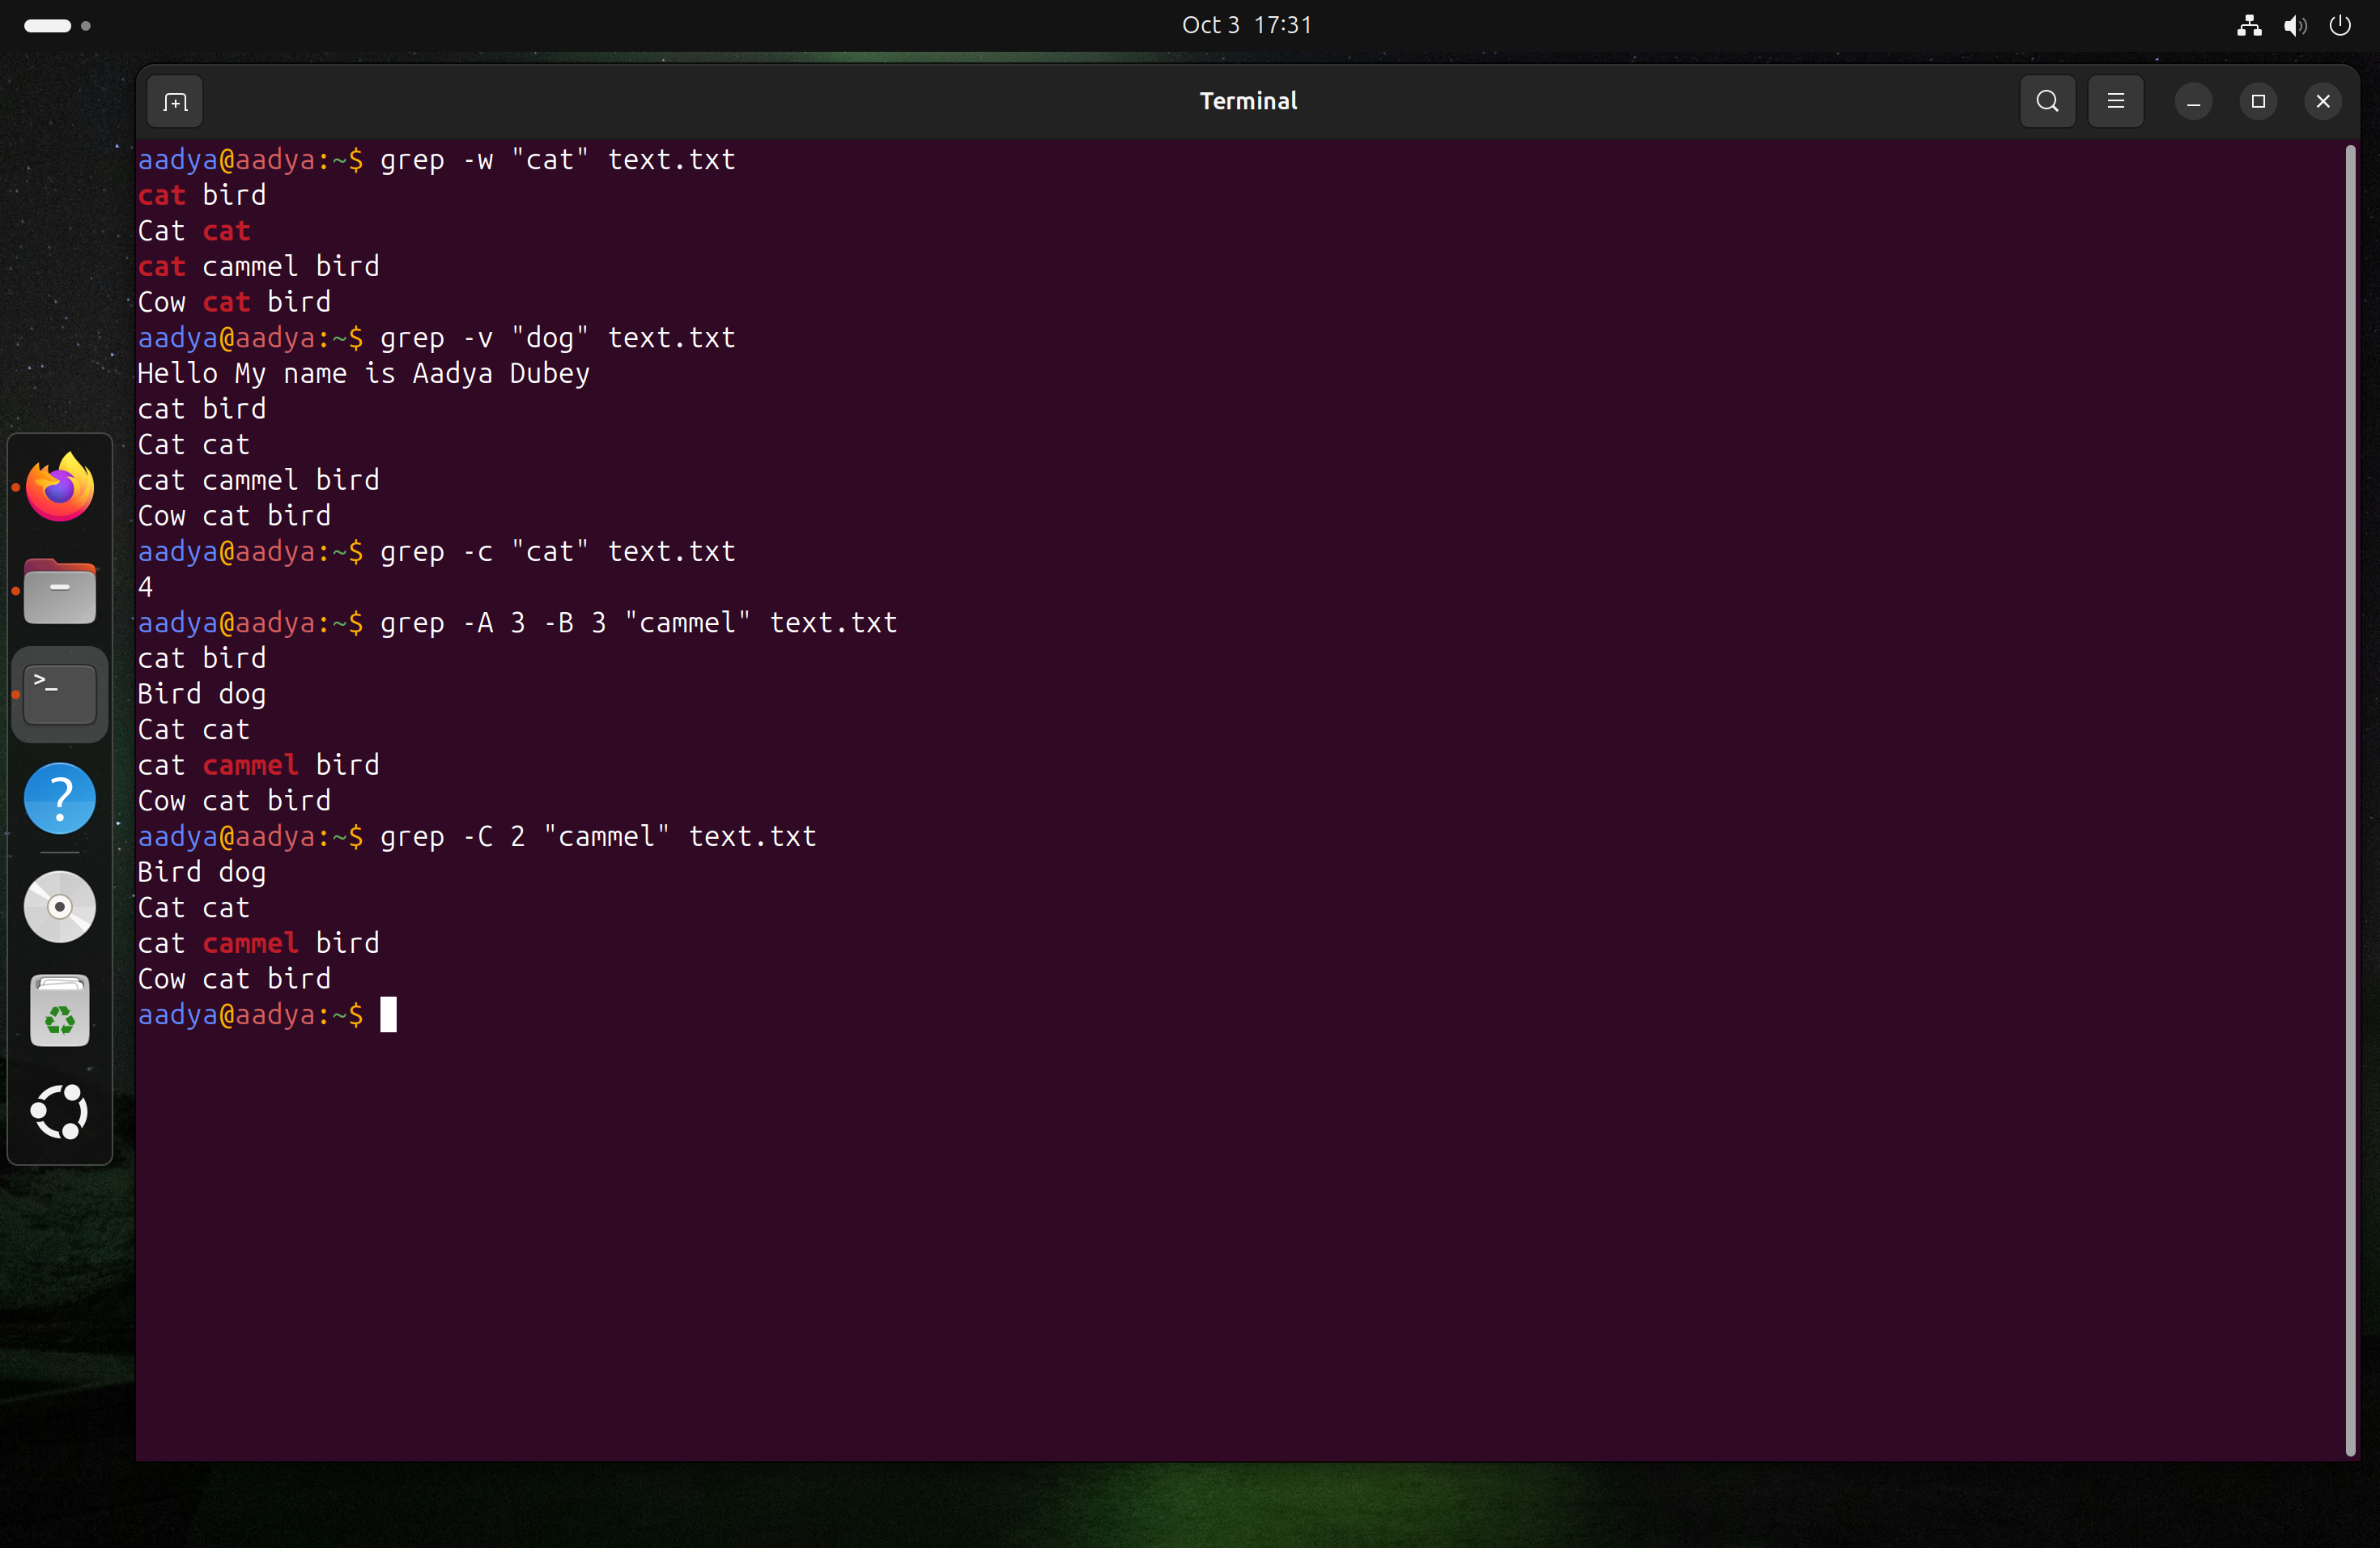 Oct 3 17:31
Terminal
aadya@aadya:~$ grep -w "cat" text.txt
cat bird
Cat cat
cat cammel bird
Cow cat bird
aadya@aadya:~$ grep -v "dog" text.txt
Hello My name is Aadya Dubey
cat bird
Cat cat
cat cammel bird
Cow cat bird
aadya@aadya:~$ grep -c "cat" text.txt
4
aadya@aadya:~$ grep -A 3 -B 3 "cammel" text.txt
cat bird
Bird dog
Cat cat
cat cammel bird
Cow cat bird
aadya@aadya:~$ grep -C 2 "cammel" text.txt
Bird dog
Cat cat
cat cammel bird
Cow cat bird
aadya@aadya:~$